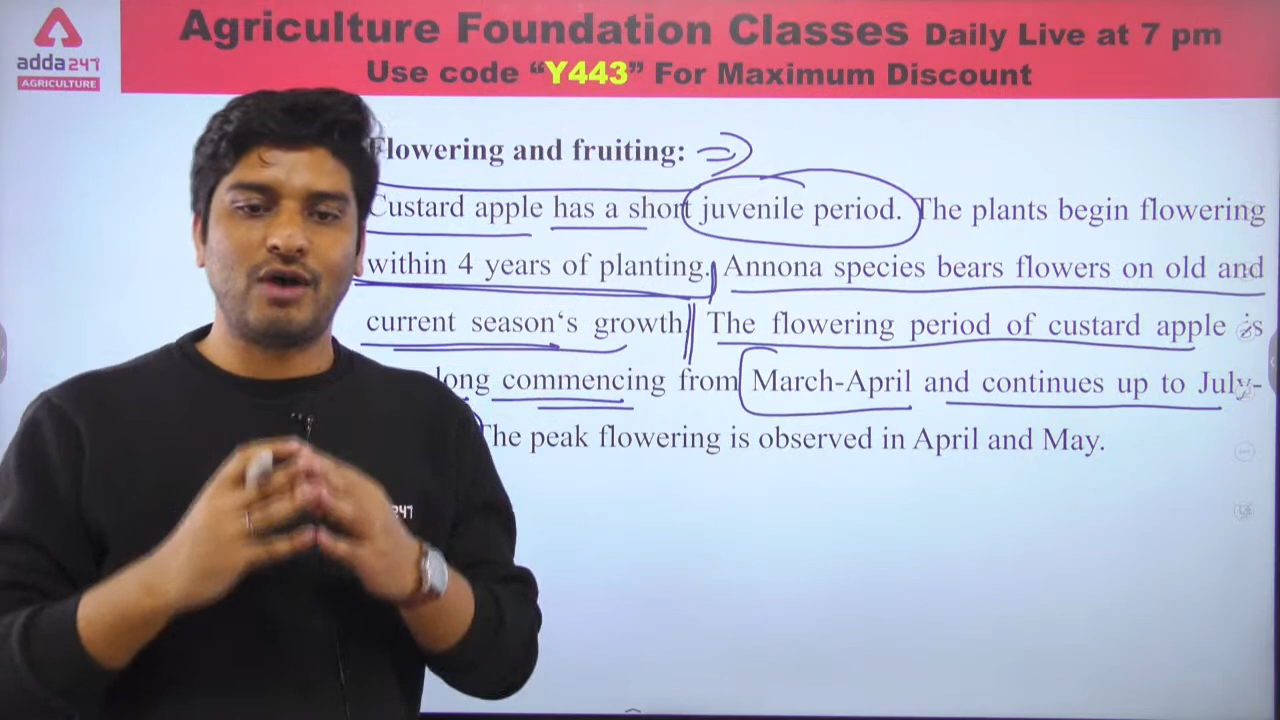 Agriculture Foundation Classes Daily Live at 7 pm
Use code “Y443” For Maximum Discount
adda247
AGRICULTURE
Flowering and fruiting:
Custard apple has a short juvenile period. The plants begin flowering
within 4 years of planting. Annona species bears flowers on old and
current season‘s growth. The flowering period of custard apple is
long commencing from March-April and continues up to July-
The peak flowering is observed in April and May.
247